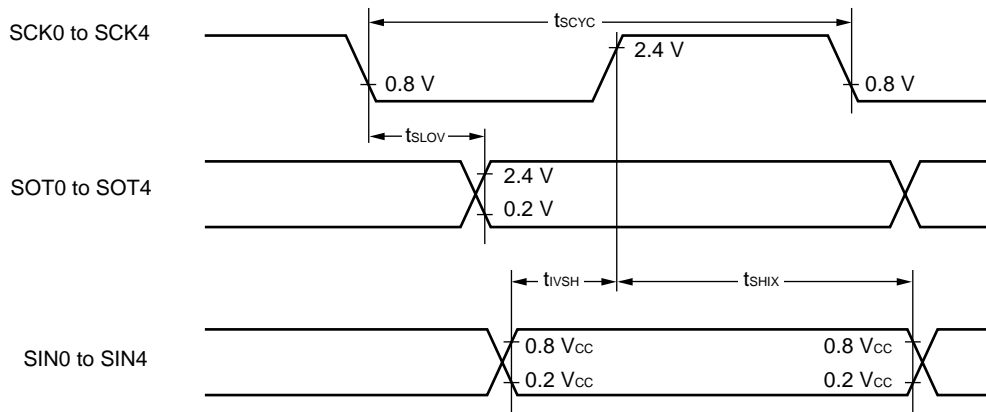 tSCYC
SCK0 to SCK4
2.4 V
0.8 V
0.8 V
tSLOV
SOT0 to SOT4
2.4 V
0.2 V
tIVSH
tSHIX
SIN0 to SIN4
0.8 VCC
0.8 VCC
0.2 VCC
0.2 VCC